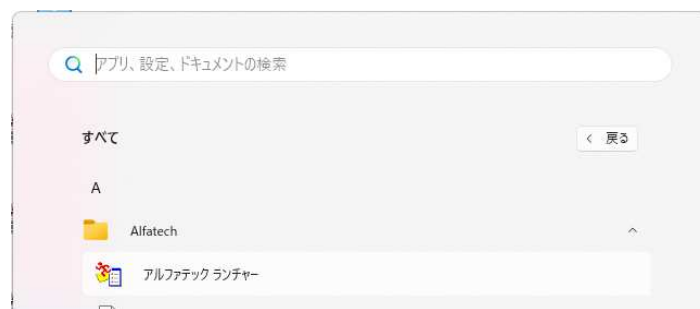 アプリ、設定、ドキュメントの検索
すべて
< 戻る
A
Alfatech
アルファテック ランチャー